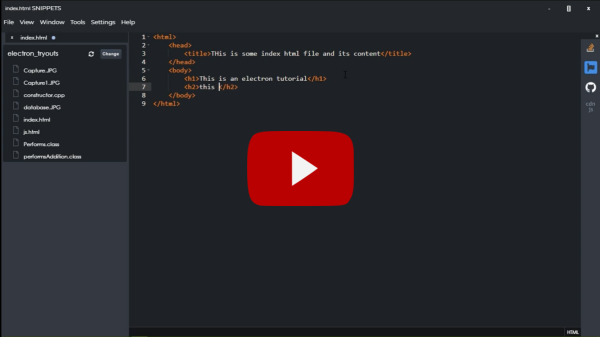 index.html SNIPPETS
File View Window Tools Settings Help
x index.html
electron_tryouts Change
Capture.JPG
Capture1.JPG
constructor.cpp
database.JPG
index.html
js.html
Performs.class
performsAddition.class
1 <html>
2 <head>
3 <title>THis is some index html file and its content</title>
4 </head>
5 <body>
6 <h1>This is an electron tutorial</h1>
7 <h2>this </h2>
8 </body>
9 </html>
cdn
js
HTML